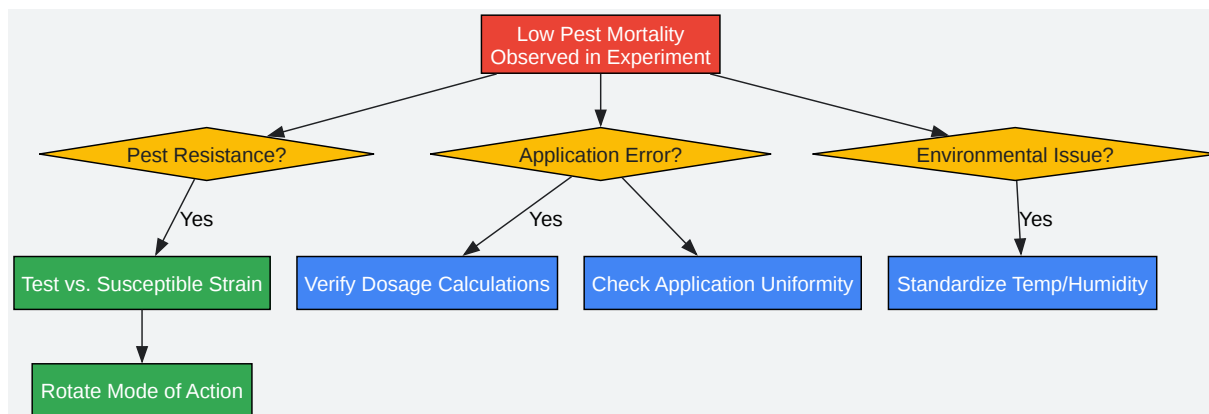 Low Pest Mortality
Observed in Experiment
Pest Resistance?
Application Error?
Environmental Issue?
Yes
Yes
Yes
Test vs. Susceptible Strain
Verify Dosage Calculations
Check Application Uniformity
Standardize Temp/Humidity
Rotate Mode of Action